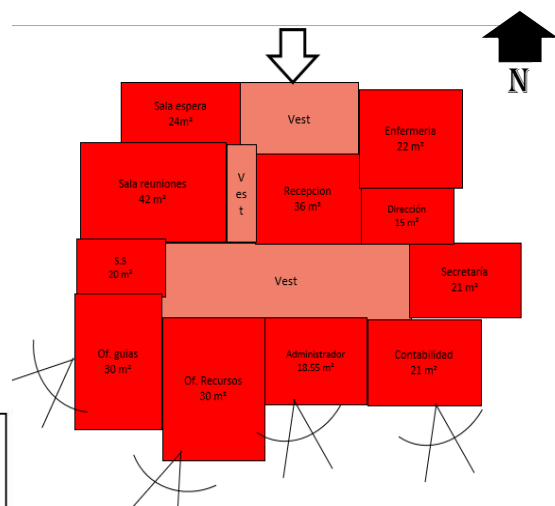 N
Sala espera
24m²
Vest
Enfermeria
22 m²
Sala reuniones
42 m²
V
es
t
Recepcion
36 m²
Dirección
15 m²
S.S
20 m²
Vest
Secretaría
21 m²
Of. guias
30 m²
Of. Recursos
30 m²
Administrador
18.55 m²
Contabilidad
21 m²